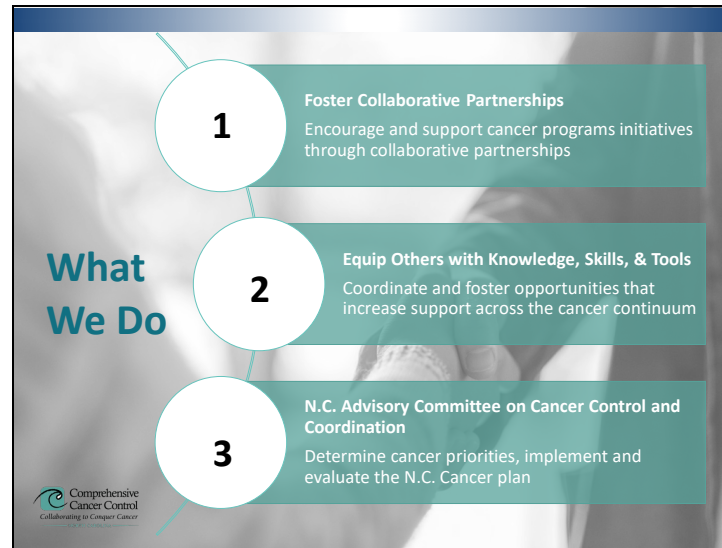 What
We Do
1
Foster Collaborative Partnerships
Encourage and support cancer programs initiatives
through collaborative partnerships
2
Equip Others with Knowledge, Skills, & Tools
Coordinate and foster opportunities that
increase support across the cancer continuum
3
N.C. Advisory Committee on Cancer Control and
Coordination
Determine cancer priorities, implement and
evaluate the N.C. Cancer plan
Comprehensive
Cancer Control
Collaborating to Conquer Cancer